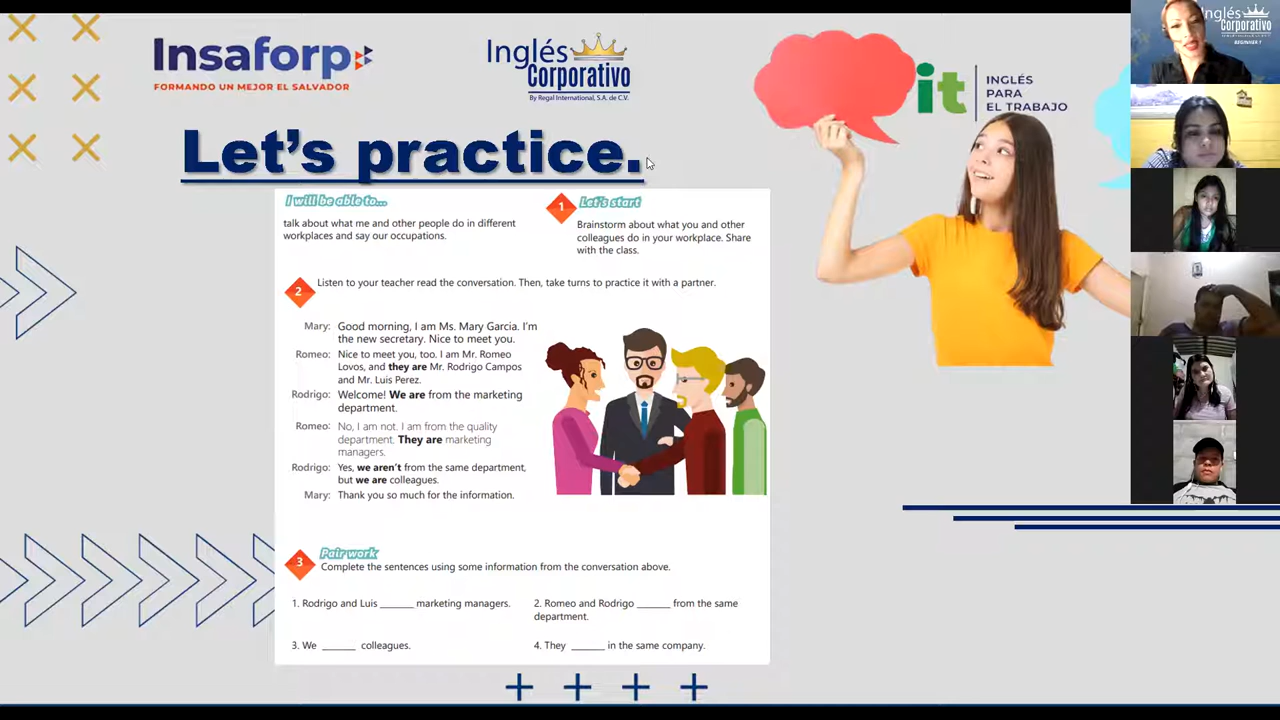 Insaforp
FORMANDO UN MEJOR EL SALVADOR
Inglés
Corporativo
By Regal International, S.A. de C.V.
it
INGLÉS
PARA
EL TRABAJO
Inglés
Corporativo
BEGINNER 1
Let's practice.
I will be able to...
talk about what me and other people do in different
workplaces and say our occupations.
1
Let's start
Brainstorm about what you and other
colleagues do in your workplace. Share
with the class.
2
Listen to your teacher read the conversation. Then, take turns to practice it with a partner.
Mary: Good morning, I am Ms. Mary Garcia. I'm
the new secretary. Nice to meet you.
Romeo: Nice to meet you, too. I am Mr. Romeo
Lovos, and they are Mr. Rodrigo Campos
and Mr. Luis Perez.
Rodrigo: Welcome! We are from the marketing
department.
Romeo: No, I am not. I am from the quality
department. They are marketing
managers.
Rodrigo: Yes, we aren't from the same department,
but we are colleagues.
Mary: Thank you so much for the information.
3
Pair work
Complete the sentences using some information from the conversation above.
1. Rodrigo and Luis ______ marketing managers.
2. Romeo and Rodrigo ______ from the same
department.
3. We ______ colleagues.
4. They ______ in the same company.